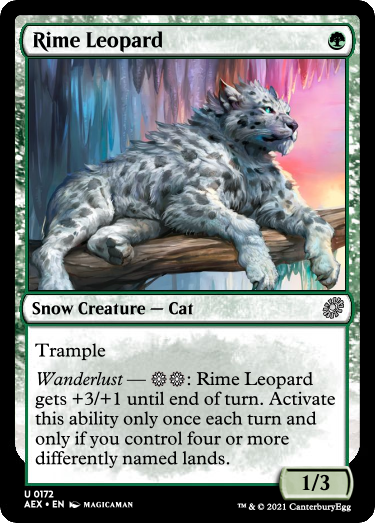 Rime Leopard
Snow Creature — Cat
Trample
Wanderlust — : Rime Leopard
gets +3/+1 until end of turn. Activate
this ability only once each turn and
only if you control four or more
differently named lands.
1/3
U 0172
AEX • EN MAGICAMAN
™ & © 2021 CanterburyEgg